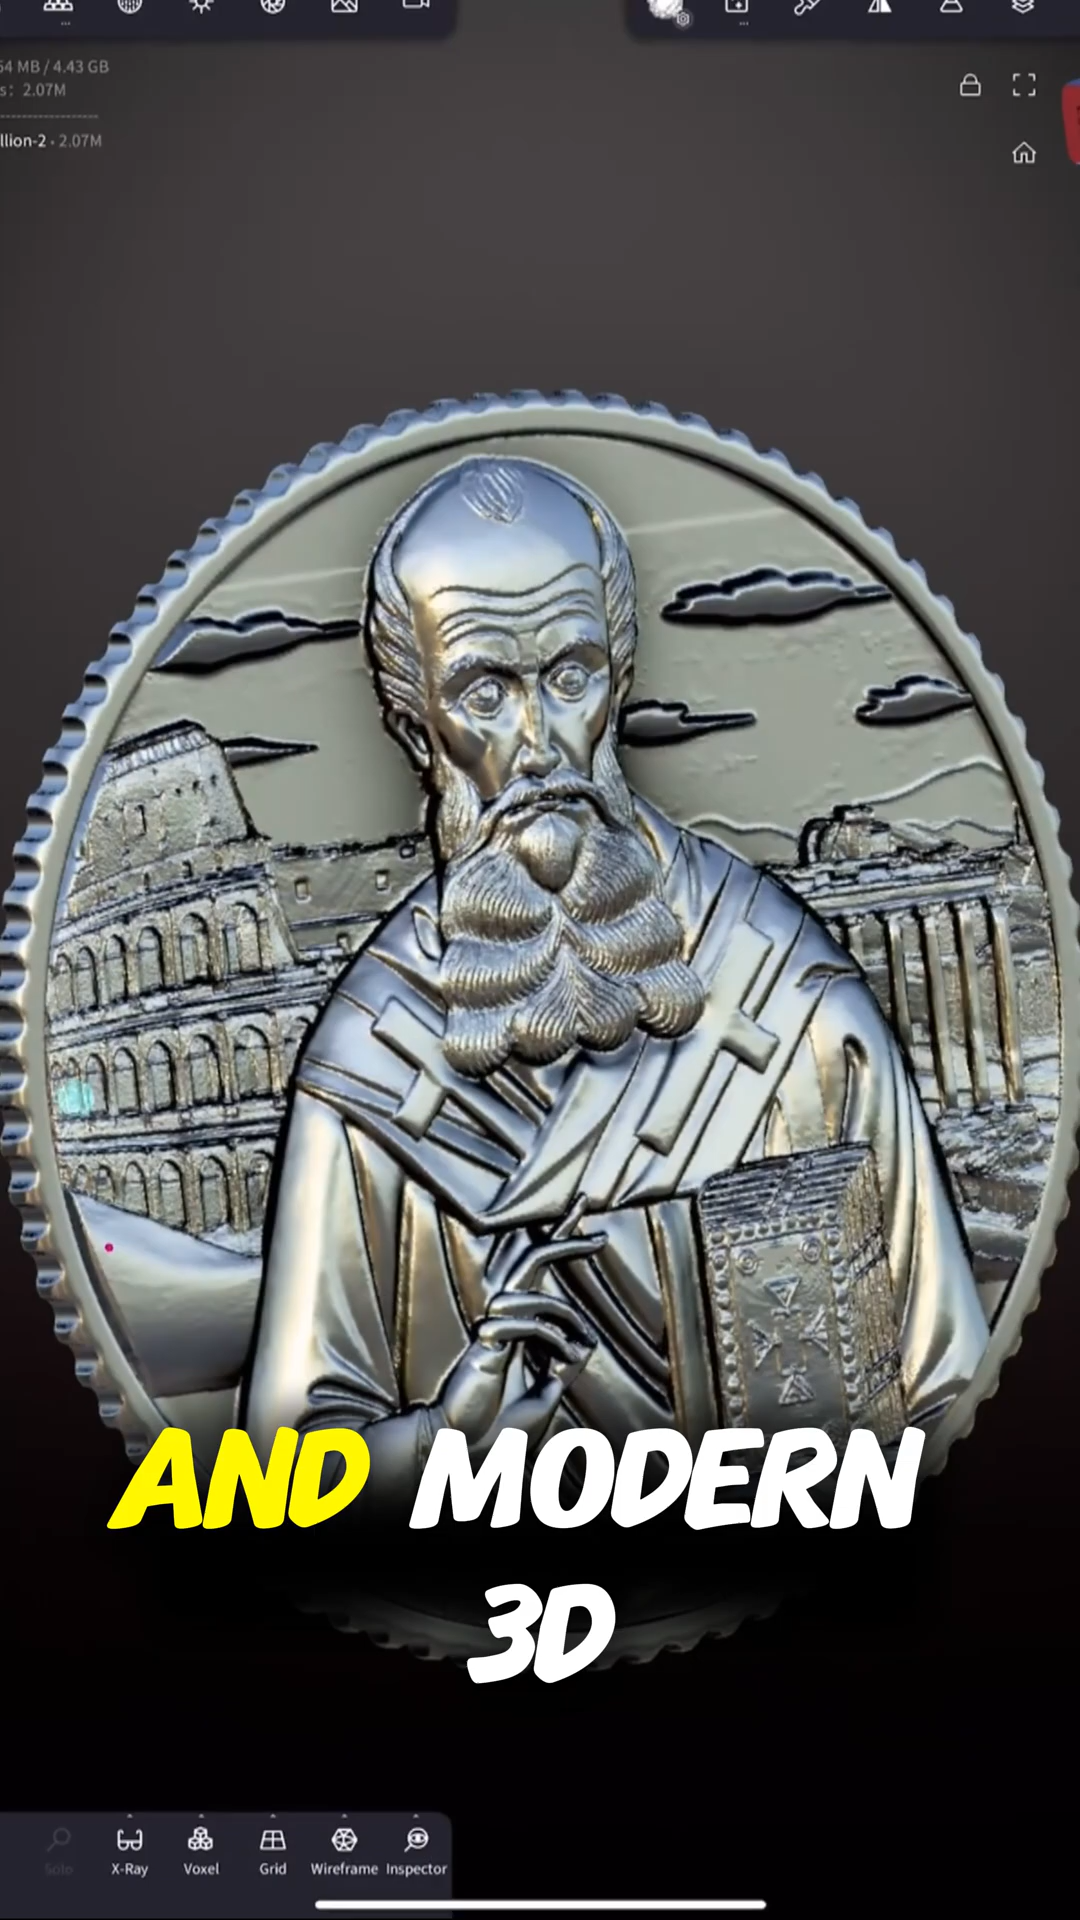 54 MB / 4.43 GB
s: 2.07M
llion-2 • 2.07M
AND MODERN
3D
Solo
X-Ray
Voxel
Grid
Wireframe
Inspector